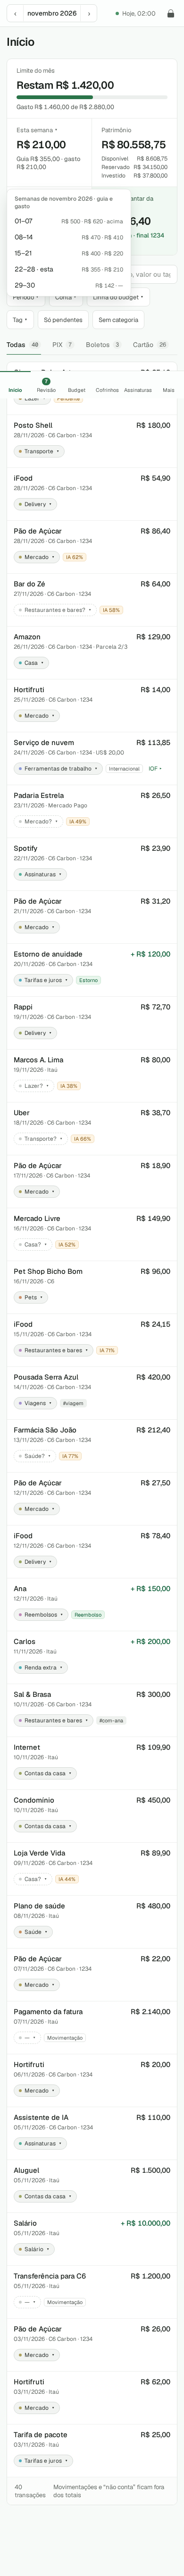 ‹ novembro 2026 › Hoje, 02:00
Início
Limite do mês
Restam R$ 1.420,00
Gasto R$ 1.460,00 de R$ 2.880,00
Esta semana
R$ 210,00
Guia R$ 355,00 · gasto
R$ 210,00
Patrimônio
R$ 80.558,75
Disponível R$ 8.608,75
Reservado R$ 34.150,00
Investido R$ 37.800,00
Semanas de novembro 2026 · guia e
gasto
01–07 R$ 500 · R$ 620 · acima
08–14 R$ 470 · R$ 410
15–21 R$ 400 · R$ 220
22–28 · esta R$ 355 · R$ 210
29–30 R$ 142 · —
antar da
6,40
· final 1234
o, valor ou tag
Período Conta Linha do budget
Tag Só pendentes Sem categoria
Todas 40 PIX 7 Boletos 3 Cartão 26
7
Início Revisão Budget Cofrinhos Assinaturas Mais
Lazer Pendente
Posto Shell R$ 180,00
28/11/2026 · C6 Carbon · 1234
Transporte
iFood R$ 54,90
28/11/2026 · C6 Carbon · 1234
Delivery
Pão de Açúcar R$ 86,40
28/11/2026 · C6 Carbon · 1234
Mercado IA 62%
Bar do Zé R$ 64,00
27/11/2026 · C6 Carbon · 1234
Restaurantes e bares? IA 58%
Amazon R$ 129,00
26/11/2026 · C6 Carbon · 1234 · Parcela 2/3
Casa
Hortifruti R$ 14,00
25/11/2026 · C6 Carbon · 1234
Mercado
Serviço de nuvem R$ 113,85
24/11/2026 · C6 Carbon · 1234 · US$ 20,00
Ferramentas de trabalho Internacional IOF
Padaria Estrela R$ 26,50
23/11/2026 · Mercado Pago
Mercado? IA 49%
Spotify R$ 23,90
22/11/2026 · C6 Carbon · 1234
Assinaturas
Pão de Açúcar R$ 31,20
21/11/2026 · C6 Carbon · 1234
Mercado
Estorno de anuidade + R$ 120,00
20/11/2026 · C6 Carbon · 1234
Tarifas e juros Estorno
Rappi R$ 72,70
19/11/2026 · C6 Carbon · 1234
Delivery
Marcos A. Lima R$ 80,00
19/11/2026 · Itaú
Lazer? IA 38%
Uber R$ 38,70
18/11/2026 · C6 Carbon · 1234
Transporte? IA 66%
Pão de Açúcar R$ 18,90
17/11/2026 · C6 Carbon · 1234
Mercado
Mercado Livre R$ 149,90
16/11/2026 · C6 Carbon · 1234
Casa? IA 52%
Pet Shop Bicho Bom R$ 96,00
16/11/2026 · C6
Pets
iFood R$ 24,15
15/11/2026 · C6 Carbon · 1234
Restaurantes e bares IA 71%
Pousada Serra Azul R$ 420,00
14/11/2026 · C6 Carbon · 1234
Viagens #viagem
Farmácia São João R$ 212,40
13/11/2026 · C6 Carbon · 1234
Saúde? IA 77%
Pão de Açúcar R$ 27,50
12/11/2026 · C6 Carbon · 1234
Mercado
iFood R$ 78,40
12/11/2026 · C6 Carbon · 1234
Delivery
Ana + R$ 150,00
12/11/2026 · Itaú
Reembolsos Reembolso
Carlos + R$ 200,00
11/11/2026 · Itaú
Renda extra
Sal & Brasa R$ 300,00
10/11/2026 · C6 Carbon · 1234
Restaurantes e bares #com-ana
Internet R$ 109,90
10/11/2026 · Itaú
Contas da casa
Condomínio R$ 450,00
10/11/2026 · Itaú
Contas da casa
Loja Verde Vida R$ 89,90
09/11/2026 · C6 Carbon · 1234
Casa? IA 44%
Plano de saúde R$ 480,00
08/11/2026 · Itaú
Saúde
Pão de Açúcar R$ 22,00
07/11/2026 · C6 Carbon · 1234
Mercado
Pagamento da fatura R$ 2.140,00
07/11/2026 · Itaú
— Movimentação
Hortifruti R$ 20,00
06/11/2026 · C6 Carbon · 1234
Mercado
Assistente de IA R$ 110,00
05/11/2026 · C6 Carbon · 1234
Assinaturas
Aluguel R$ 1.500,00
05/11/2026 · Itaú
Contas da casa
Salário + R$ 10.000,00
05/11/2026 · Itaú
Salário
Transferência para C6 R$ 1.200,00
05/11/2026 · Itaú
— Movimentação
Pão de Açúcar R$ 26,00
03/11/2026 · C6 Carbon · 1234
Mercado
Hortifruti R$ 62,00
03/11/2026 · C6 Carbon · 1234
Mercado
Tarifa de pacote R$ 25,00
03/11/2026 · Itaú
Tarifas e juros
40 Movimentações e “não conta” ficam fora
transações dos totais